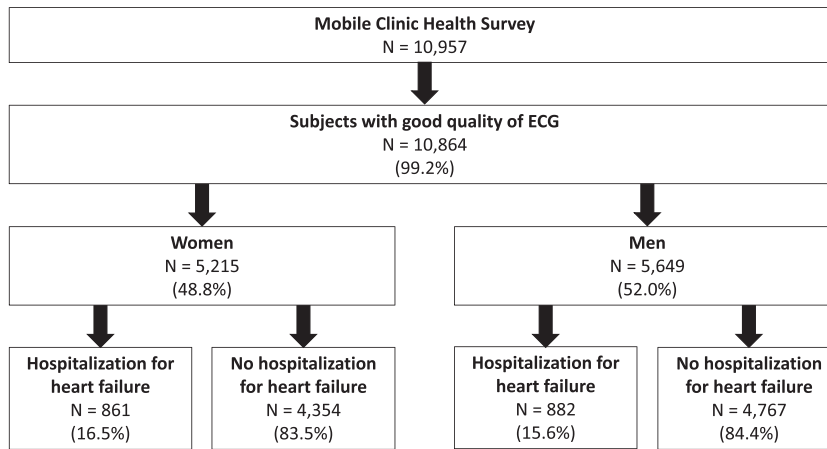 Mobile Clinic Health Survey
N = 10,957
Subjects with good quality of ECG
N = 10,864
(99.2%)
Women
N = 5,215
(48.8%)
Men
N = 5,649
(52.0%)
Hospitalization for
heart failure
N = 861
(16.5%)
No hospitalization
for heart failure
N = 4,354
(83.5%)
Hospitalization for
heart failure
N = 882
(15.6%)
No hospitalization
for heart failure
N = 4,767
(84.4%)